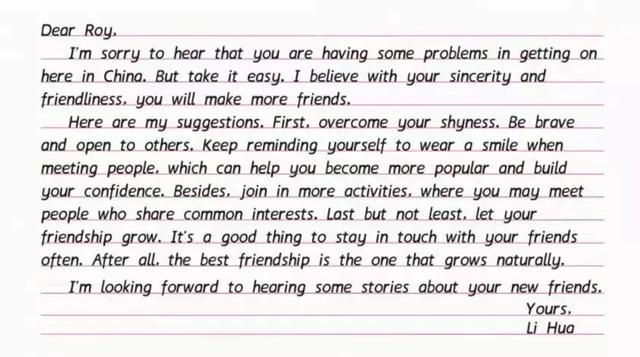 Dear Roy,
I'm sorry to hear that you are having some problems in getting on
here in China. But take it easy. I believe with your sincerity and
friendliness, you will make more friends.
Here are my suggestions. First, overcome your shyness. Be brave
and open to others. Keep reminding yourself to wear a smile when
meeting people, which can help you become more popular and build
your confidence. Besides, join in more activities, where you may meet
people who share common interests. Last but not least, let your
friendship grow. It's a good thing to stay in touch with your friends
often. After all, the best friendship is the one that grows naturally.
I'm looking forward to hearing some stories about your new friends.
Yours,
Li Hua